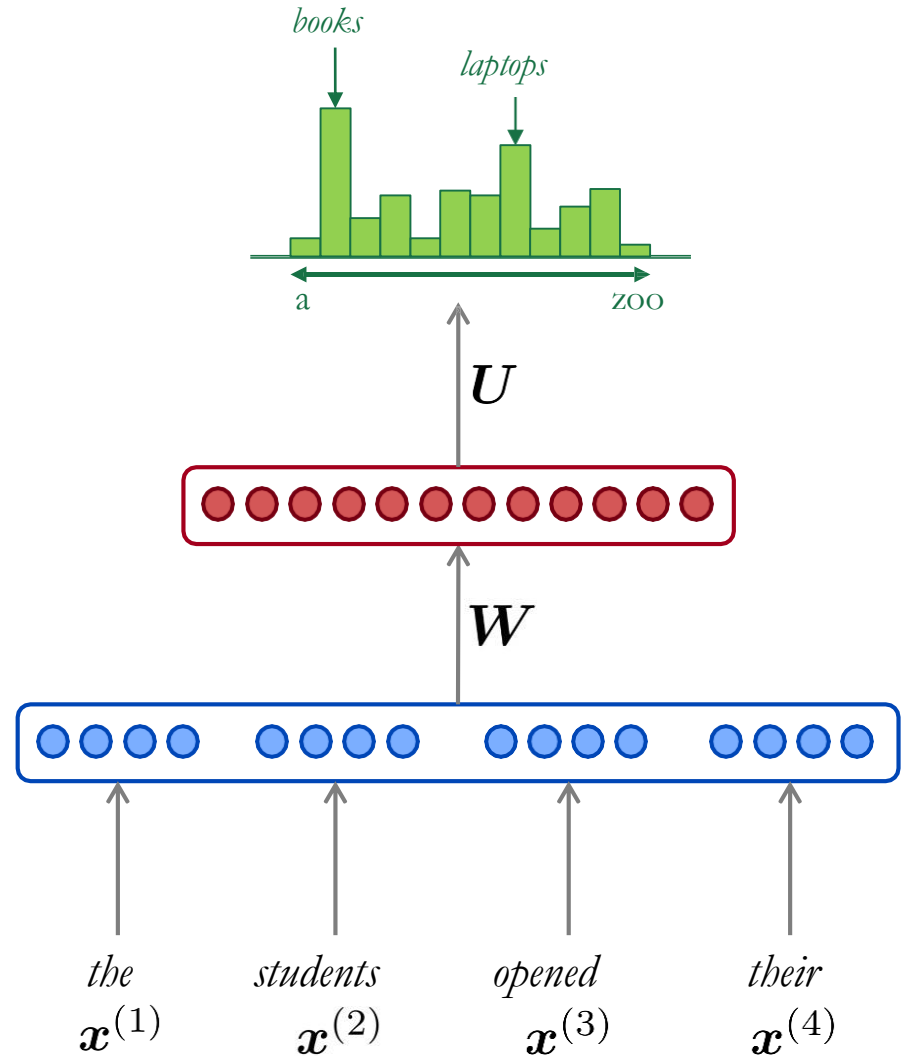 books
laptops
a zoo
U
W
the students opened their
x^(1) x^(2) x^(3) x^(4)